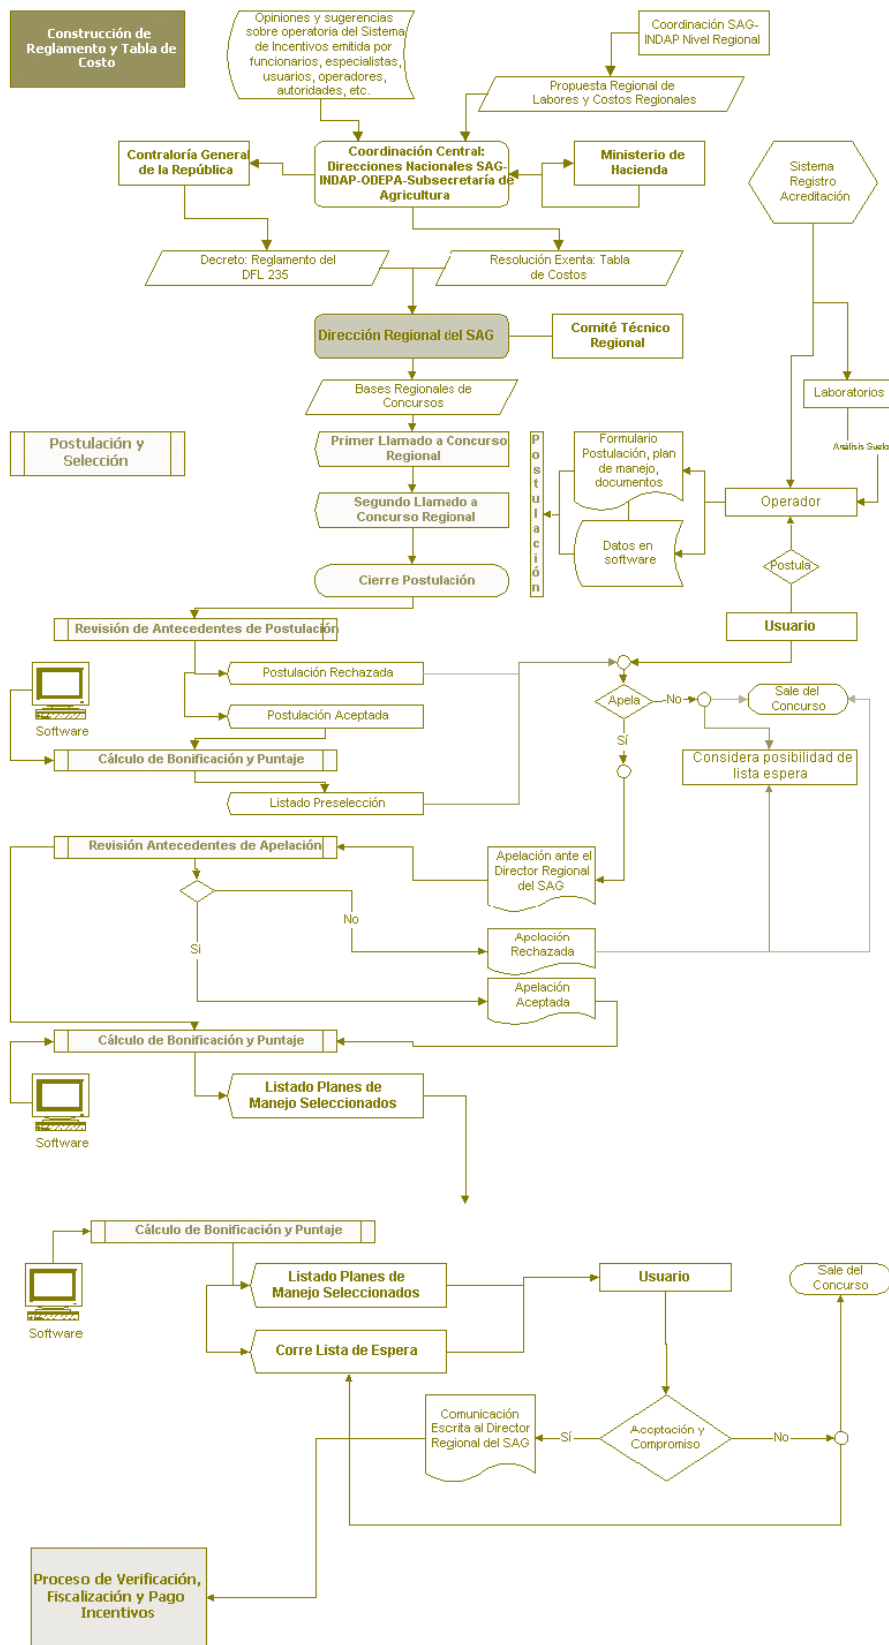 Construcción de
Reglamento y Tabla de
Costo
Opiniones y sugerencias
sobre operatoria del Sistema
de Incentivos emitida por
funcionarios, especialistas,
usuarios, operadores,
autoridades, etc.
Coordinación SAG-
INDAP Nivel Regional
Propuesta Regional de
Labores y Costos Regionales
Contraloría General
de la República
Coordinación Central:
Direcciones Nacionales SAG-
INDAP-ODEPA-Subsecretaría de
Agricultura
Ministerio de
Hacienda
Sistema
Registro
Acreditación
Decreto: Reglamento del
DFL 235
Resolución Exenta: Tabla
de Costos
Dirección Regional del SAG
Comité Técnico
Regional
Bases Regionales de
Concursos
Laboratorios
Análisis Suelo
Postulación y
Selección
Primer Llamado a Concurso
Regional
Postulación
Formulario
Postulación, plan
de manejo,
documentos
Segundo Llamado a
Concurso Regional
Operador
Datos en
software
Cierre Postulación
Postula
Revisión de Antecedentes de Postulación
Usuario
Postulación Rechazada
Software
Postulación Aceptada
Apela
No
Sale del
Concurso
Sí
Cálculo de Bonificación y Puntaje
Considera posibilidad de
lista espera
Listado Preselección
Revisión Antecedentes de Apelación
Apelación ante el
Director Regional
del SAG
No
Si
Apelación
Rechazada
Apelación
Aceptada
Cálculo de Bonificación y Puntaje
Software
Listado Planes de
Manejo Seleccionados
Cálculo de Bonificación y Puntaje
Software
Listado Planes de
Manejo Seleccionados
Usuario
Sale del
Concurso
Corre Lista de Espera
Comunicación
Escrita al Director
Regional del SAG
Sí
Aceptación y
Compromiso
No
Proceso de Verificación,
Fiscalización y Pago
Incentivos